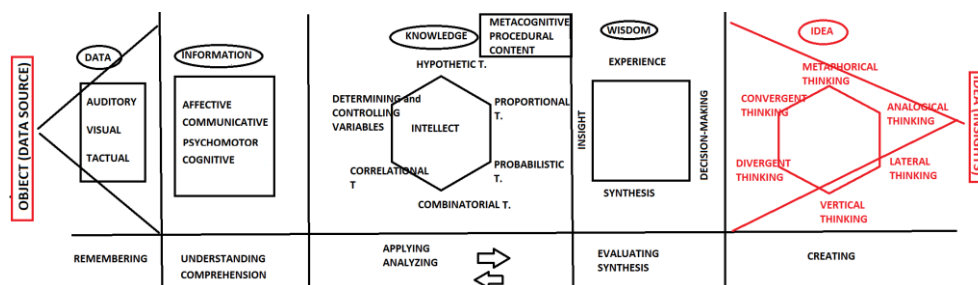 OBJECT (DATA SOURCE)
DATA
AUDITORY
VISUAL
TACTUAL
REMEMBERING
INFORMATION
AFFECTIVE
COMMUNICATIVE
PSYCHOMOTOR
COGNITIVE
UNDERSTANDING
COMPREHENSION
KNOWLEDGE
METACOGNITIVE
PROCEDURAL
CONTENT
HYPOTHETIC T.
DETERMINING and
CONTROLLING
VARIABLES
INTELLECT
PROPORTIONAL
T.
CORRELATIONAL
T
PROBABILISTIC T.
COMBINATORIAL T.
APPLYING
ANALYZING
WISDOM
EXPERIENCE
INSIGHT
DECISION-MAKING
SYNTHESIS
EVALUATING
SYNTHESIS
IDEA
METAPHORICAL
THINKING
CONVERGENT
THINKING
ANALOGICAL
THINKING
DIVERGENT
THINKING
LATERAL
THINKING
VERTICAL
THINKING
CREATING